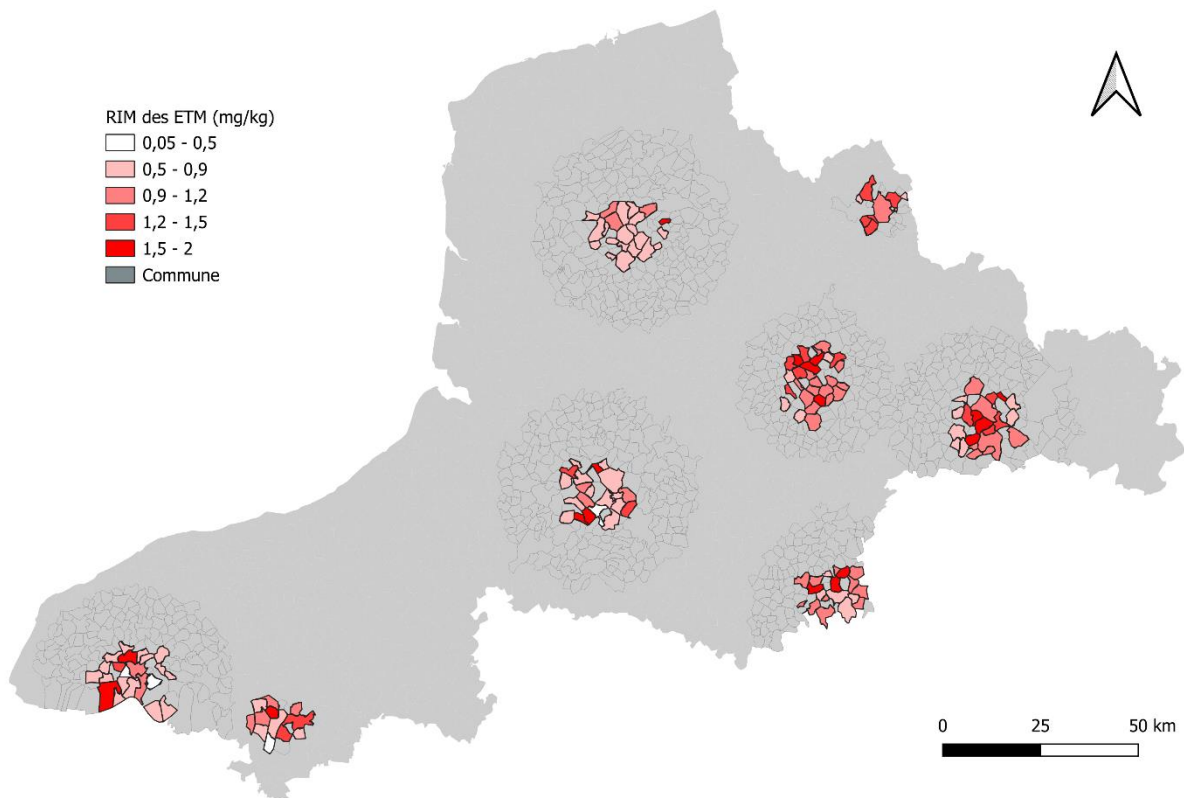 RIM des ETM (mg/kg)
0,05 - 0,5
0,5 - 0,9
0,9 - 1,2
1,2 - 1,5
1,5 - 2
Commune
0 25 50 km